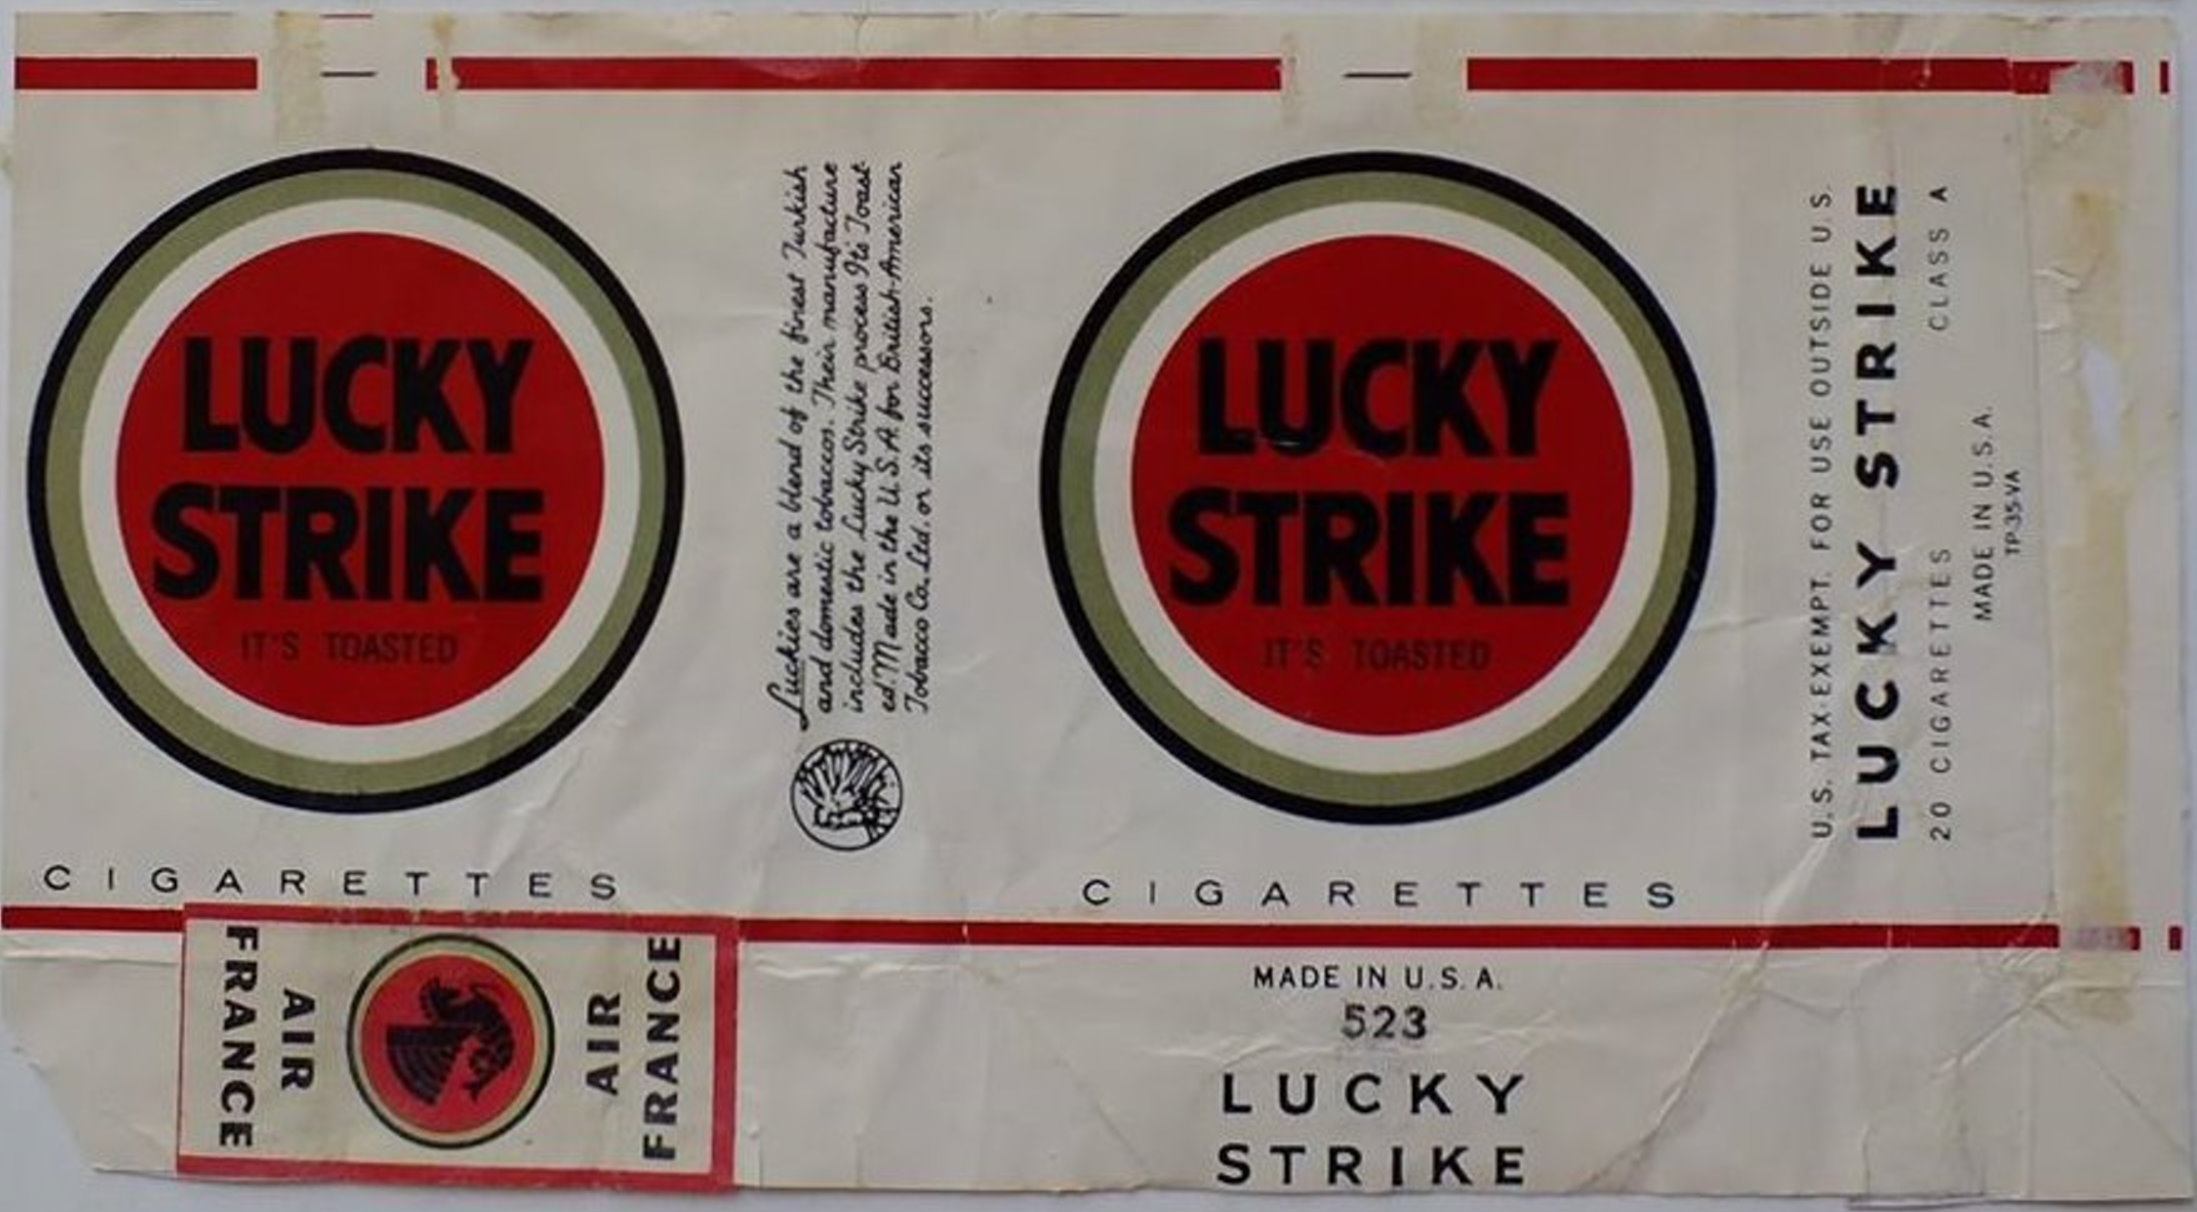 LUCKY
STRIKE
IT'S TOASTED
CIGARETTES
Luckies are a blend of the finest Turkish
and domestic tobaccos. Their manufacture
includes the Lucky Strike process It's Toast-
ed. Made in the U.S.A. for British-American
Tobacco Co. Ltd. or its successors.
LUCKY
STRIKE
IT'S TOASTED
CIGARETTES
U.S. TAX-EXEMPT. FOR USE OUTSIDE U.S.
LUCKY STRIKE
20 CIGARETTES CLASS A
MADE IN U.S.A.
TP-35-VA
AIR
FRANCE
AIR
FRANCE
MADE IN U.S.A.
523
LUCKY
STRIKE